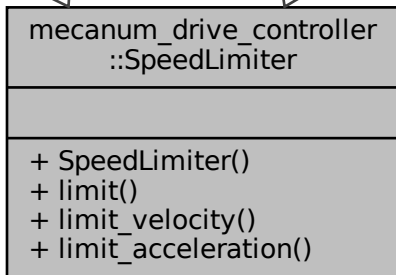 mecanum_drive_controller
::SpeedLimiter
+ SpeedLimiter()
+ limit()
+ limit_velocity()
+ limit_acceleration()